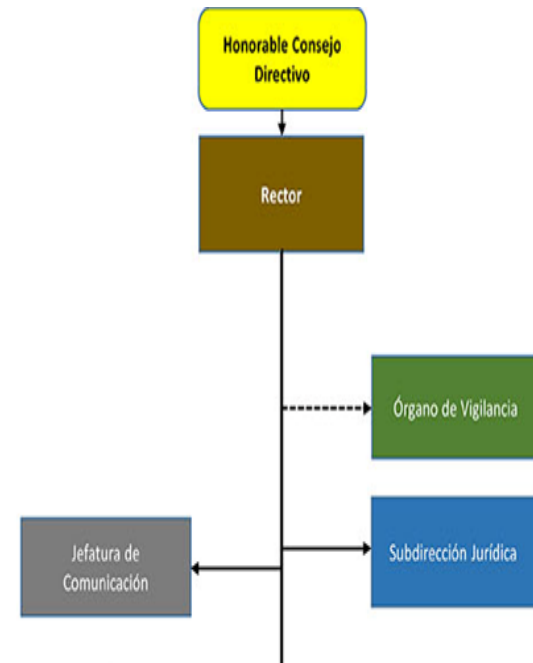 Honorable Consejo
Directivo
Rector
Órgano de Vigilancia
Subdirección Jurídica
Jefatura de
Comunicación